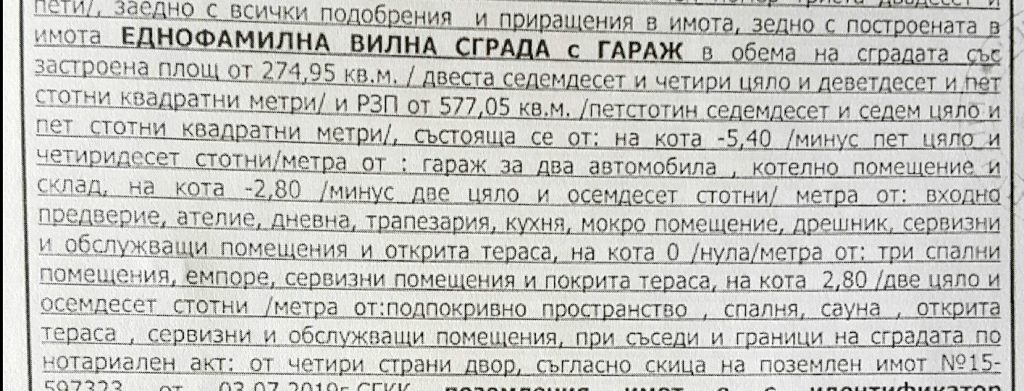 пети/, заедно с всички подобрения и приращения в имота, зедно с построената в
имота ЕДНОФАМИЛНА ВИЛНА СГРАДА с ГАРАЖ в обема на сградата със
застроена площ от 274,95 кв.м. / двеста седемдесет и четири цяло и деветдесет и пет
стотни квадратни метри/ и РЗП от 577,05 кв.м. /петстотин седемдесет и седем цяло и
пет стотни квадратни метри/, състояща се от: на кота -5,40 /минус пет цяло и
четиридесет стотни/метра от : гараж за два автомобила , котелно помещение и
склад, на кота -2,80 /минус две цяло и осемдесет стотни/ метра от: входно
предверие, ателие, дневна, трапезария, кухня, мокро помещение, дрешник, сервизни
и обслужващи помещения и открита тераса, на кота 0 /нула/метра от: три спални
помещения, емпоре, сервизни помещения и покрита тераса, на кота 2,80 /две цяло и
осемдесет стотни /метра от:подпокривно пространство , спалня, сауна , открита
тераса , сервизни и обслужващи помещения, при съседи и граници на сградата по
нотариален акт: от четири страни двор, съгласно скица на поземлен имот №15-
597323 от 03.07.2019г.СГКК поземления имот е с идентификатор